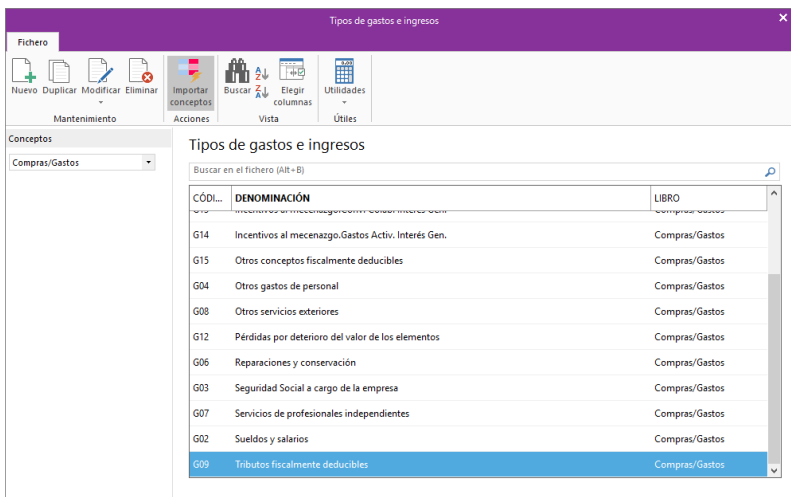 Tipos de gastos e ingresos
Fichero
Nuevo Duplicar Modificar Eliminar
Importar conceptos
Buscar
Elegir columnas
Utilidades
Mantenimiento Acciones Vista Útiles
Conceptos
Compras/Gastos
Tipos de gastos e ingresos
Buscar en el fichero (Alt+B)
CÓDI... DENOMINACIÓN LIBRO
G14 Incentivos al mecenazgo.Gastos Activ. Interés Gen. Compras/Gastos
G15 Otros conceptos fiscalmente deducibles Compras/Gastos
G04 Otros gastos de personal Compras/Gastos
G08 Otros servicios exteriores Compras/Gastos
G12 Pérdidas por deterioro del valor de los elementos Compras/Gastos
G06 Reparaciones y conservación Compras/Gastos
G03 Seguridad Social a cargo de la empresa Compras/Gastos
G07 Servicios de profesionales independientes Compras/Gastos
G02 Sueldos y salarios Compras/Gastos
G09 Tributos fiscalmente deducibles Compras/Gastos